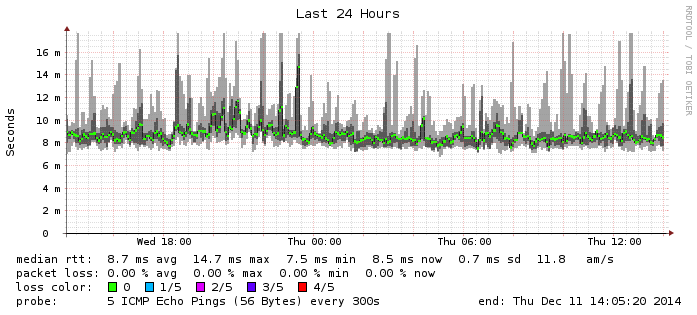 Last 24 Hours
RRDTOOL / TOBI OETIKER
Seconds
16 m
14 m
12 m
10 m
8 m
6 m
4 m
2 m
0
Wed 18:00 Thu 00:00 Thu 06:00 Thu 12:00
median rtt: 8.7 ms avg 14.7 ms max 7.5 ms min 8.5 ms now 0.7 ms sd 11.8 am/s
packet loss: 0.00 % avg 0.00 % max 0.00 % min 0.00 % now
loss color: 0 1/5 2/5 3/5 4/5
probe: 5 ICMP Echo Pings (56 Bytes) every 300s end: Thu Dec 11 14:05:20 2014